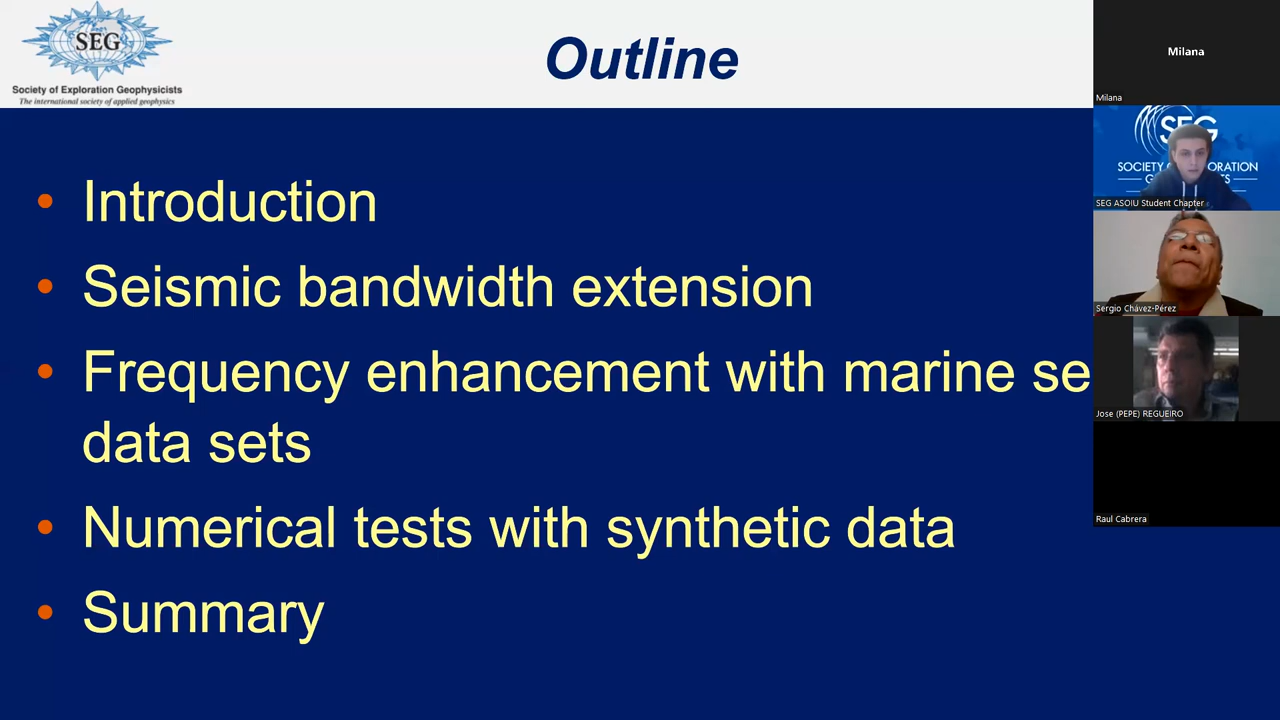 SEG
Society of Exploration Geophysicists
The international society of applied geophysics
Outline
• Introduction
• Seismic bandwidth extension
• Frequency enhancement with marine se
data sets
• Numerical tests with synthetic data
• Summary
Milana
Milana
SEG
SOCIETY
SEG ASOIU Student Chapter
Sergio Chávez-Pérez
Jose (PEPE) REGUEIRO
Raul Cabrera